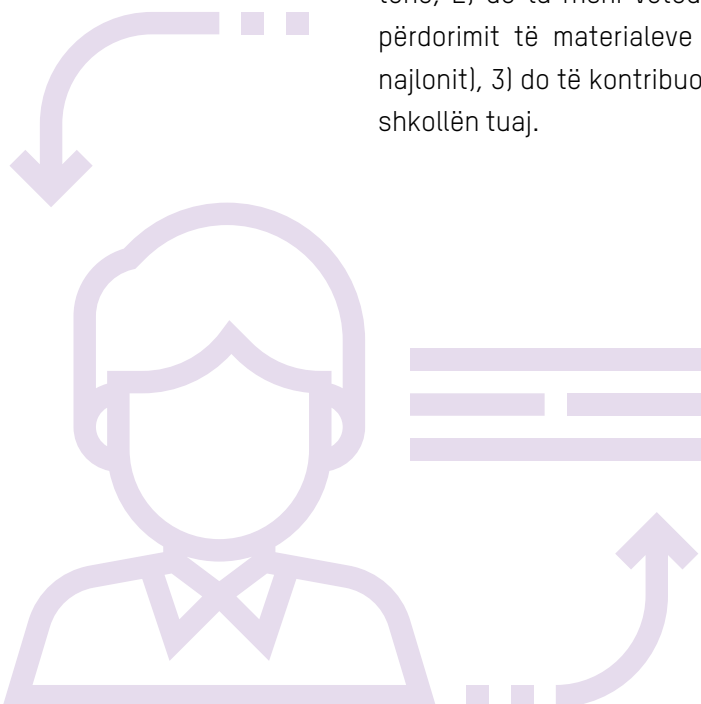 përdorimit të materialeve
najlonit), 3) do të kontribuo
shkollën tuaj.